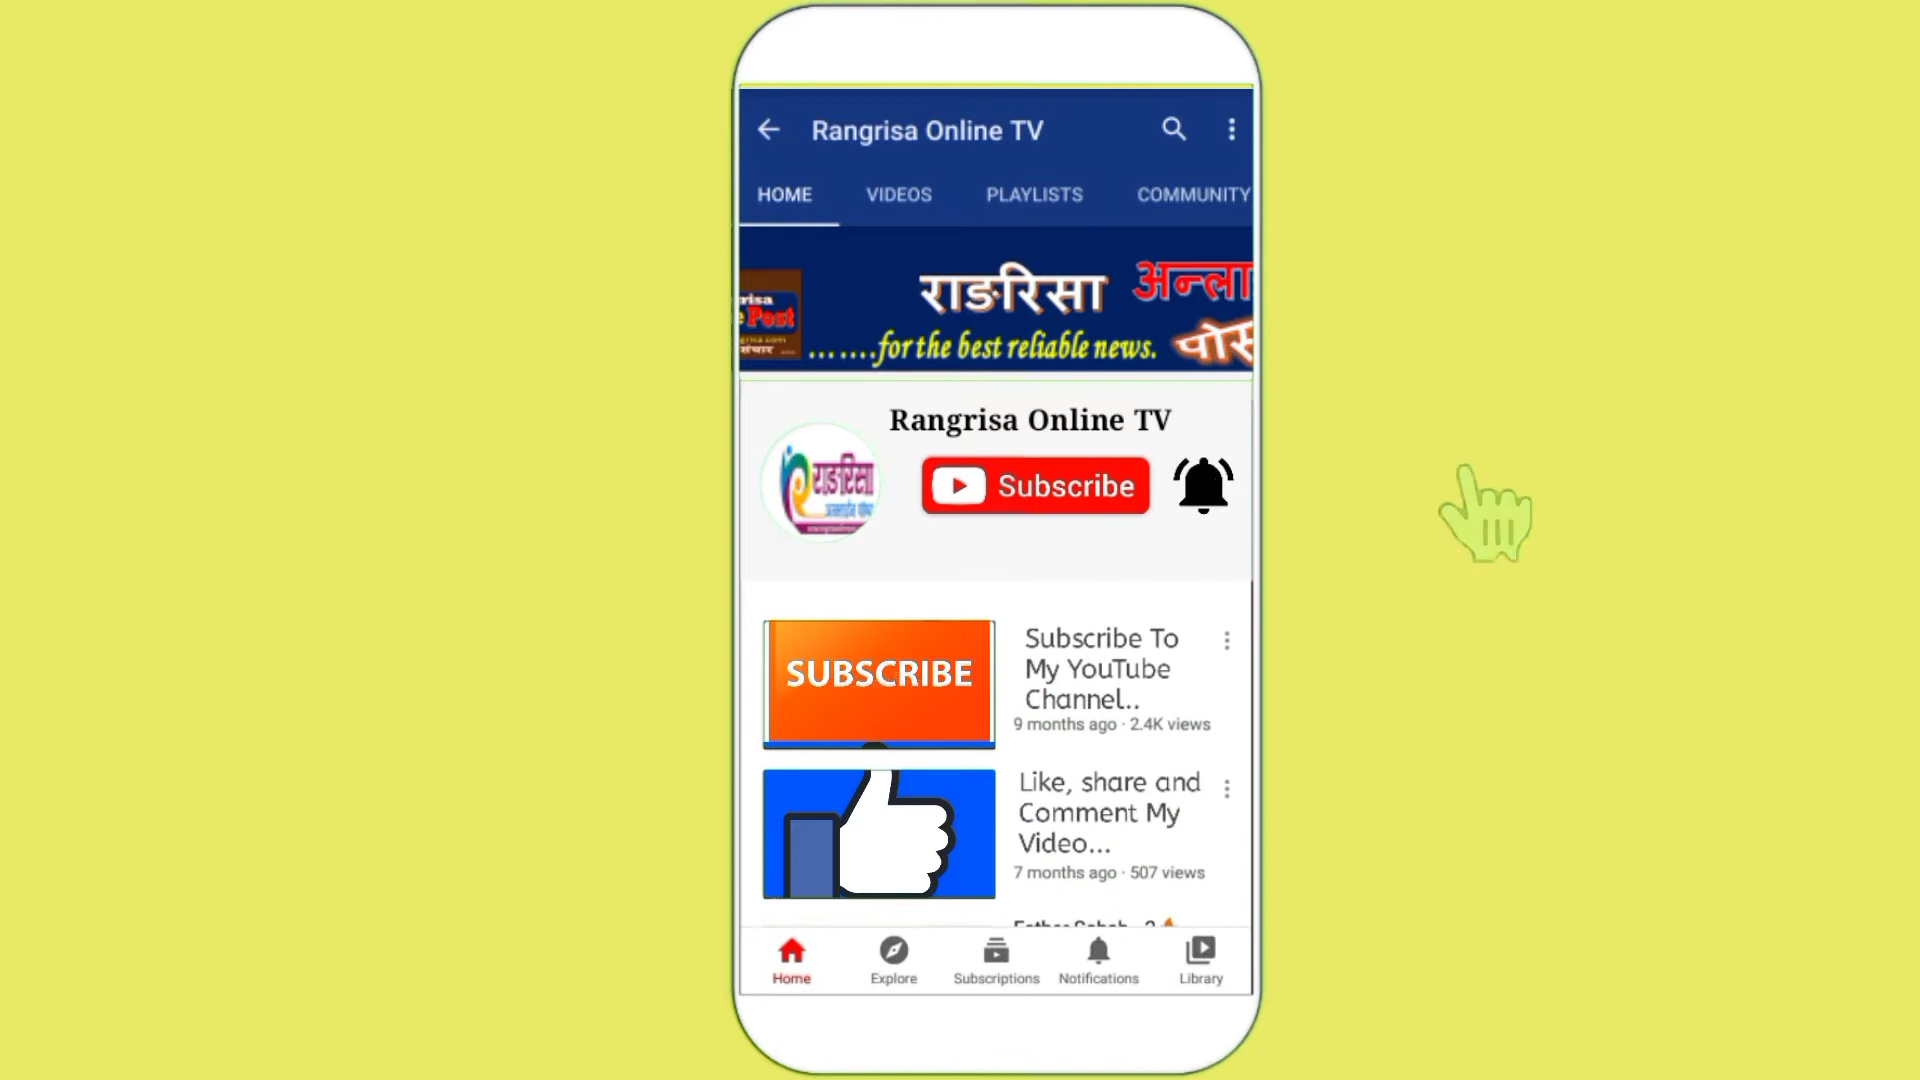 Rangrisa Online TV
HOME VIDEOS PLAYLISTS COMMUNITY
राङरिसा
Post
.......for the best reliable news.
Rangrisa Online TV
राङरिसा
Subscribe
SUBSCRIBE
Subscribe To
My YouTube
Channel..
9 months ago · 2.4K views
Like, share and
Comment My
Video...
7 months ago · 507 views
Home Explore Subscriptions Notifications Library